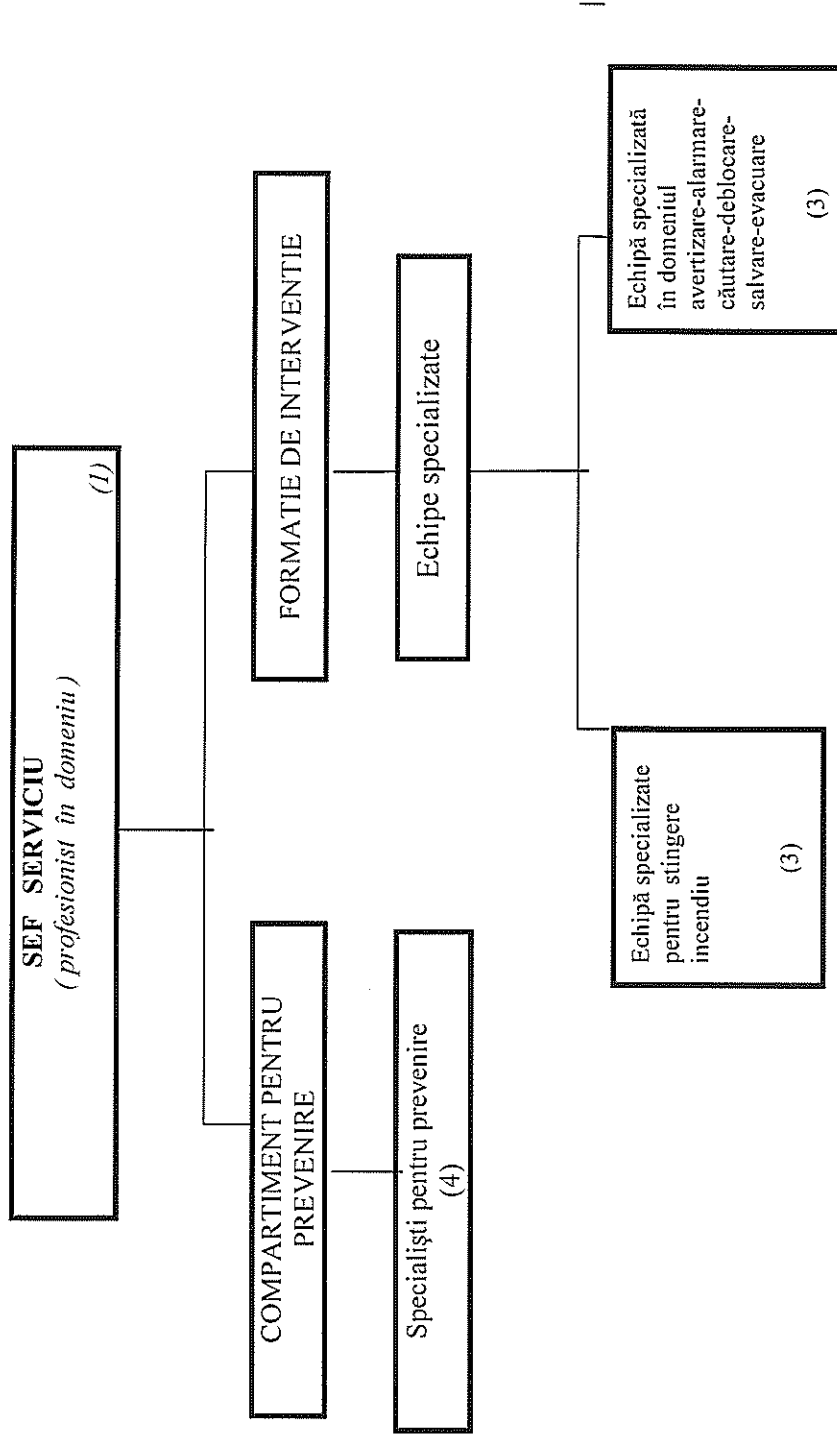 SEF SERVICIU
( profesionist în domeniu )
(1)
COMPARTIMENT PENTRU
PREVENIRE
FORMATIE DE INTERVENTIE
Specialişti pentru prevenire
(4)
Echipe specializate
Echipă specializate
pentru stingere
incendiu
(3)
Echipă specializată
în domeniul
avertizare-alarmare-
căutare-deblocare-
salvare-evacuare
(3)